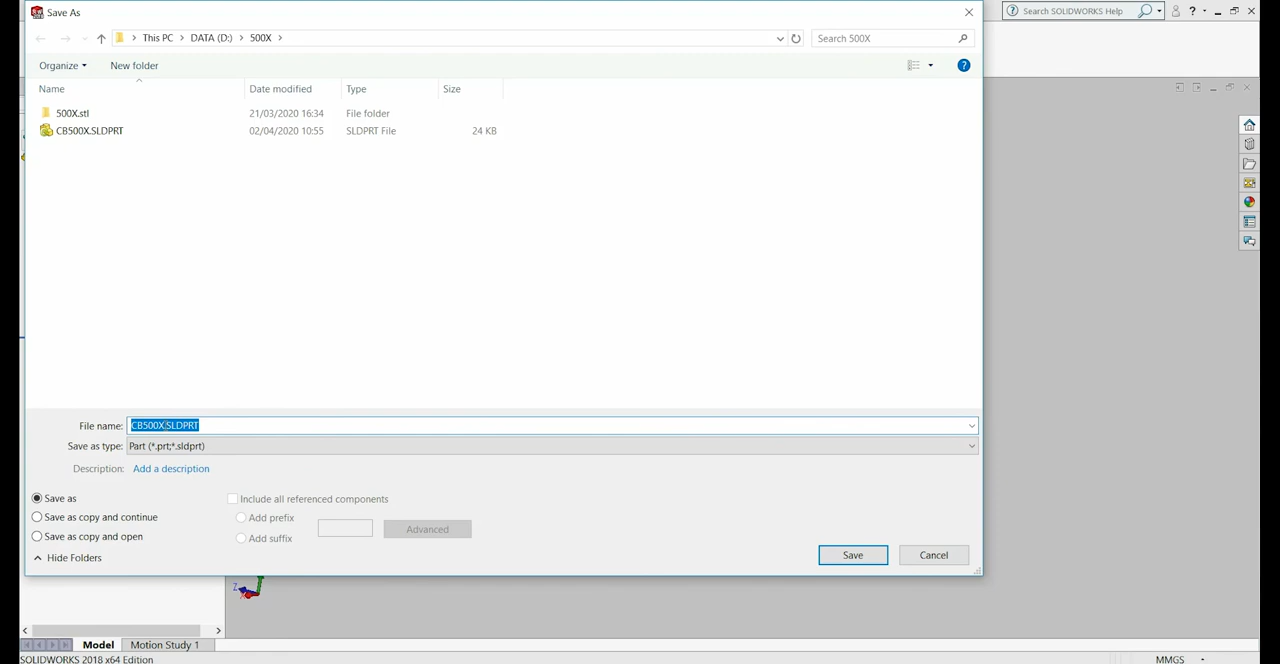 Save As
Search SOLIDWORKS Help
This PC > DATA (D:) > 500X >
Search 500X
Organize
New folder
Name Date modified Type Size
500X.stl 21/03/2020 16:34 File folder
CB500X.SLDPRT 02/04/2020 10:55 SLDPRT File 24 KB
File name: CB500X.SLDPRT
Save as type: Part (*.prt;*.sldprt)
Description: Add a description
Save as
Include all referenced components
Save as copy and continue
Add prefix
Advanced
Save as copy and open
Add suffix
Hide Folders
Save
Cancel
Z
Model
Motion Study 1
SOLIDWORKS 2018 x64 Edition
MMGS